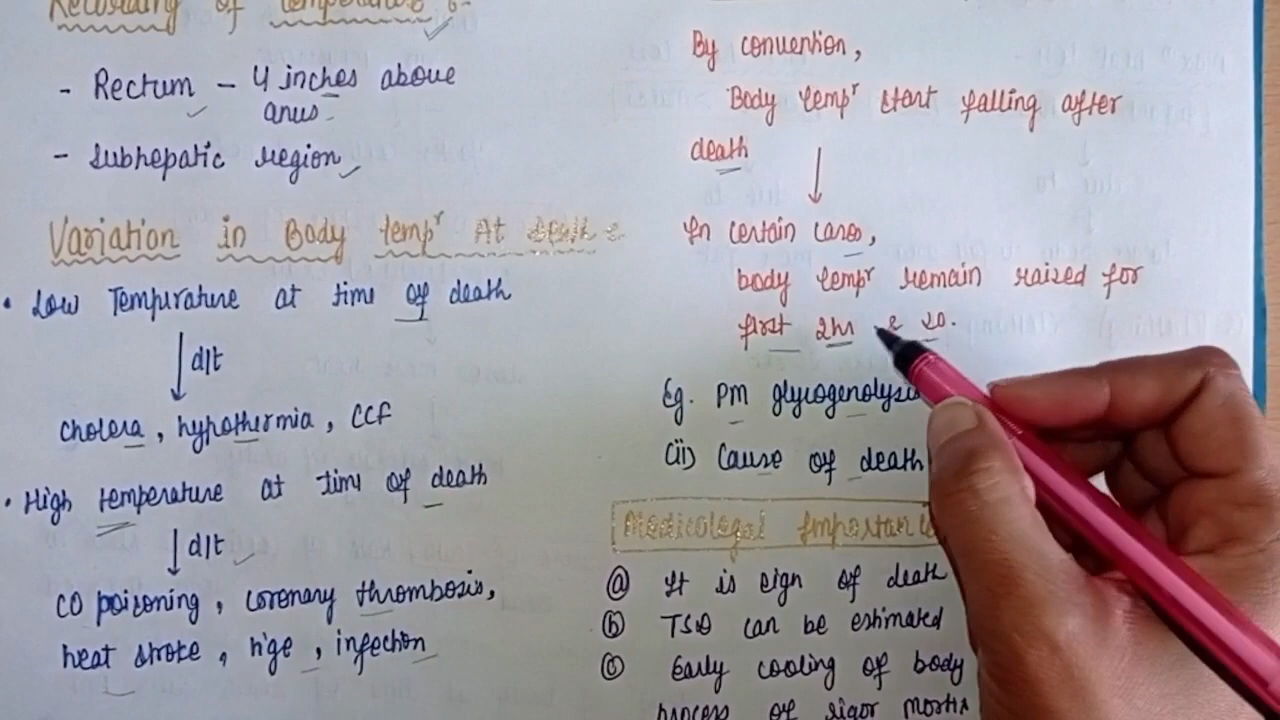 Recording of temperature :-
- Rectum - 4 inches above
anus
- Subhepatic region
Variation in Body tempr At death :
• Low Temperature at time of death
d/t
cholera, hypothermia, CCF
• High temperature at time of death
d/t
CO poisoning, coronary thrombosis,
heat stroke, infection
By convention,
Body tempr start falling after
death
In certain cases,
body tempr remain raised for
first 2hr
Eg. PM glycogenolysis
(ii) Cause of death
Medicolegal Importance
(a) It is sign of death
(b) TSD can be estimated
(c) Early cooling of body
process of rigor mortis